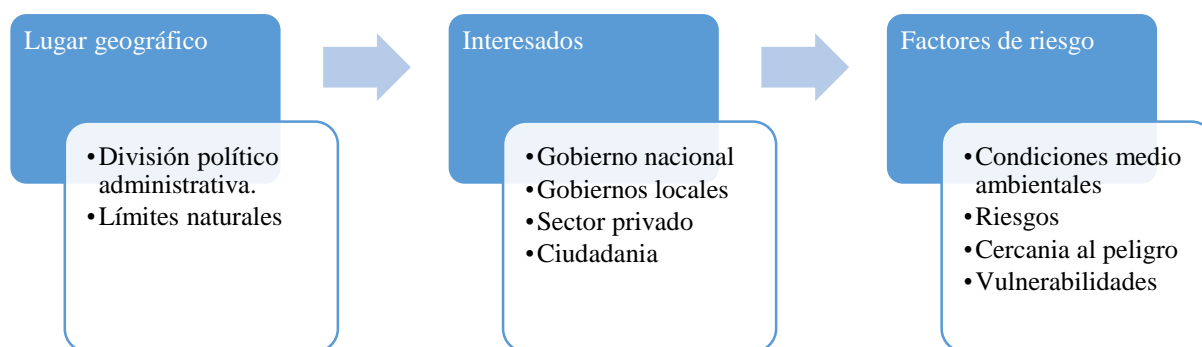 Lugar geográfico
•División político
administrativa.
•Límites naturales
Interesados
•Gobierno nacional
•Gobiernos locales
•Sector privado
•Ciudadania
Factores de riesgo
•Condiciones medio
ambientales
•Riesgos
•Cercania al peligro
•Vulnerabilidades